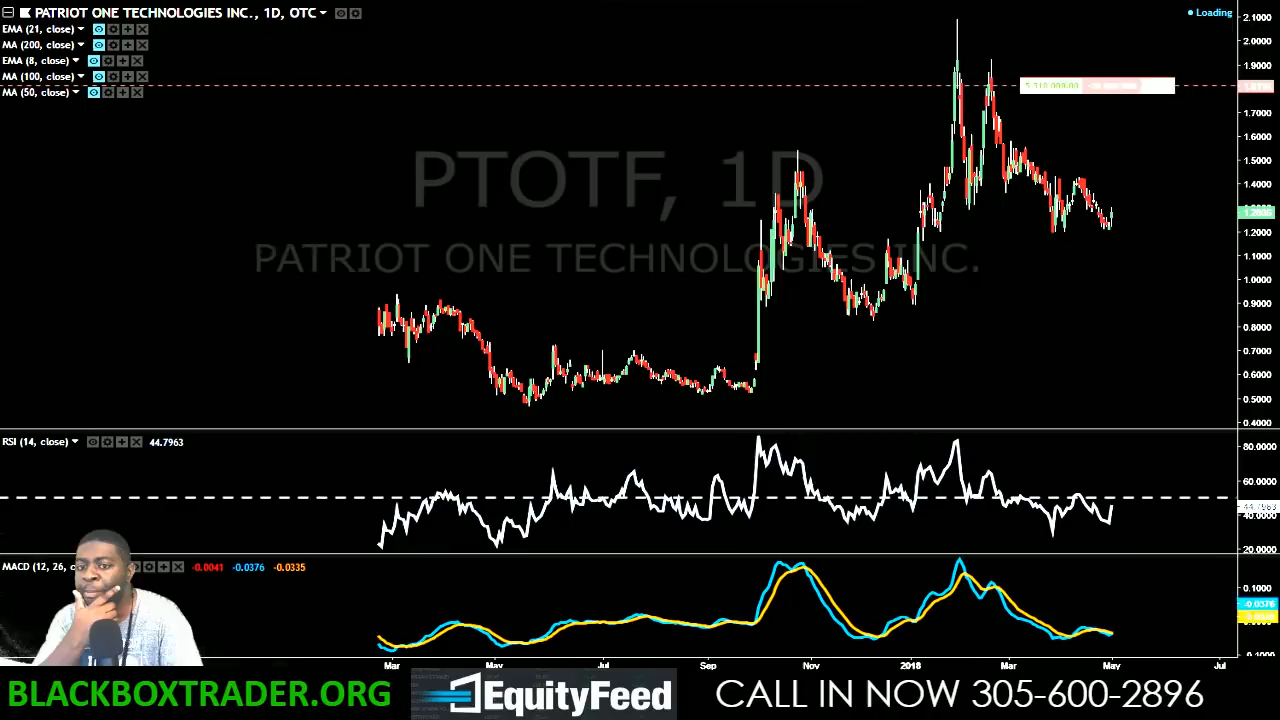 PATRIOT ONE TECHNOLOGIES INC., 1D, OTC
Loading
EMA (21, close)
MA (200, close)
EMA (8, close)
MA (100, close)
MA (50, close)
2.1000
2.0000
1.9000
1.7000
1.6000
1.5000
1.4000
1.2000
1.1000
1.0000
0.9000
0.8000
0.7000
0.6000
0.5000
0.4000
PTOTF, 1D
PATRIOT ONE TECHNOLOGIES INC.
RSI (14, close) 44.7963
80.0000
60.0000
44.7963
40.0000
20.0000
MACD (12, 26, -0.0041 -0.0376 -0.0335
0.1000
-0.0376
Mar May Jul Sep Nov 2018 Mar May Jul
BLACKBOXTRADER.ORG EquityFeed CALL IN NOW 305-600-2896